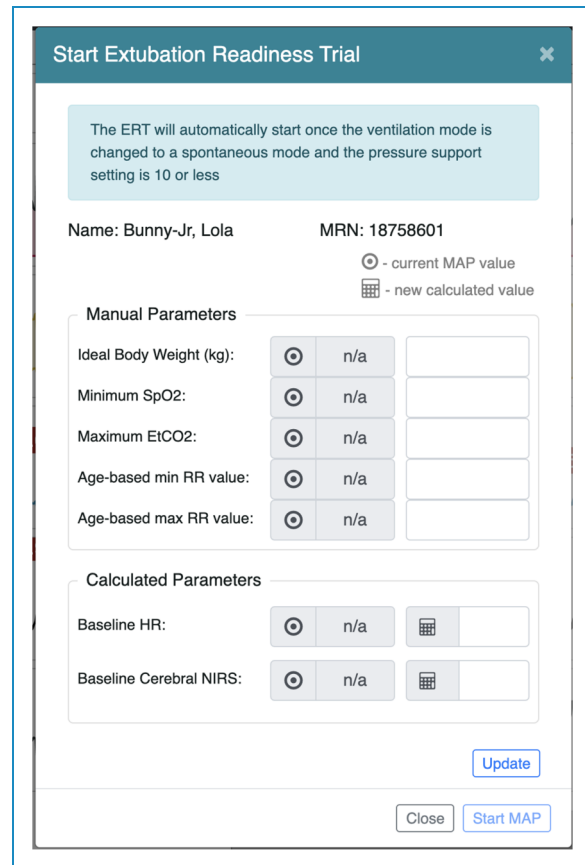 Start Extubation Readiness Trial ×
The ERT will automatically start once the ventilation mode is
changed to a spontaneous mode and the pressure support
setting is 10 or less
Name: Bunny-Jr, Lola MRN: 18758601
- current MAP value
- new calculated value
Manual Parameters
Ideal Body Weight (kg): n/a
Minimum SpO2: n/a
Maximum EtCO2: n/a
Age-based min RR value: n/a
Age-based max RR value: n/a
Calculated Parameters
Baseline HR: n/a
Baseline Cerebral NIRS: n/a
Update
Close Start MAP